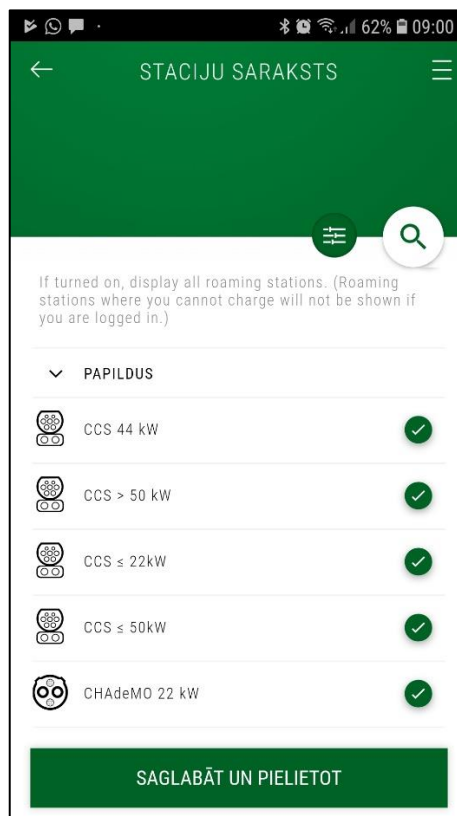 62% 09:00
STACIJU SARAKSTS
If turned on, display all roaming stations. (Roaming
stations where you cannot charge will not be shown if
you are logged in.)
PAPILDUS
CCS 44 kW
CCS > 50 kW
CCS ≤ 22kW
CCS ≤ 50kW
CHAdeMO 22 kW
SAGLABĀT UN PIELIETOT